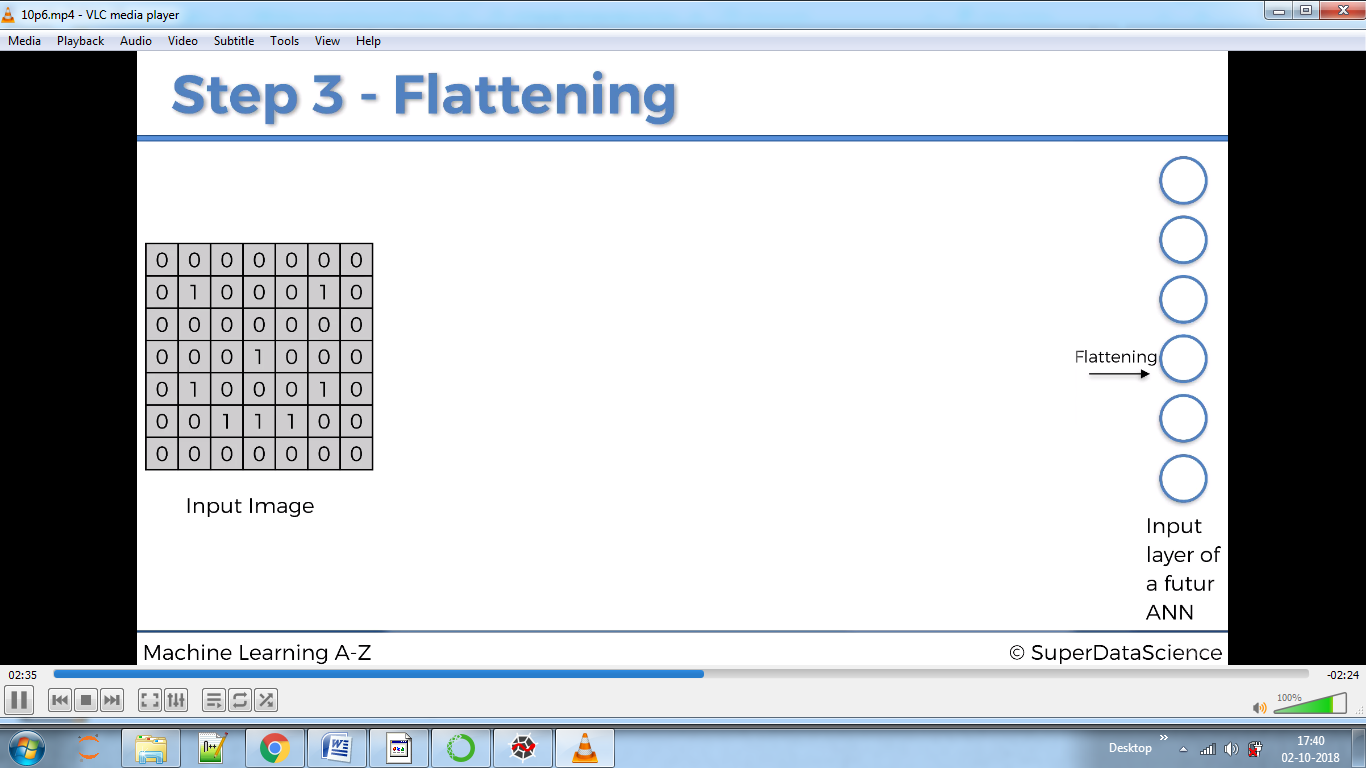 10p6.mp4 - VLC media player
Media Playback Audio Video Subtitle Tools View Help
Step 3 - Flattening
0 0 0 0 0 0 0
0 1 0 0 0 1 0
0 0 0 0 0 0 0
0 0 0 1 0 0 0
0 1 0 0 0 1 0
0 0 1 1 1 0 0
0 0 0 0 0 0 0
Input Image
Flattening
Input
layer of
a futur
ANN
Machine Learning A-Z
© SuperDataScience
02:35
-02:24
100%
Desktop
17:40
02-10-2018